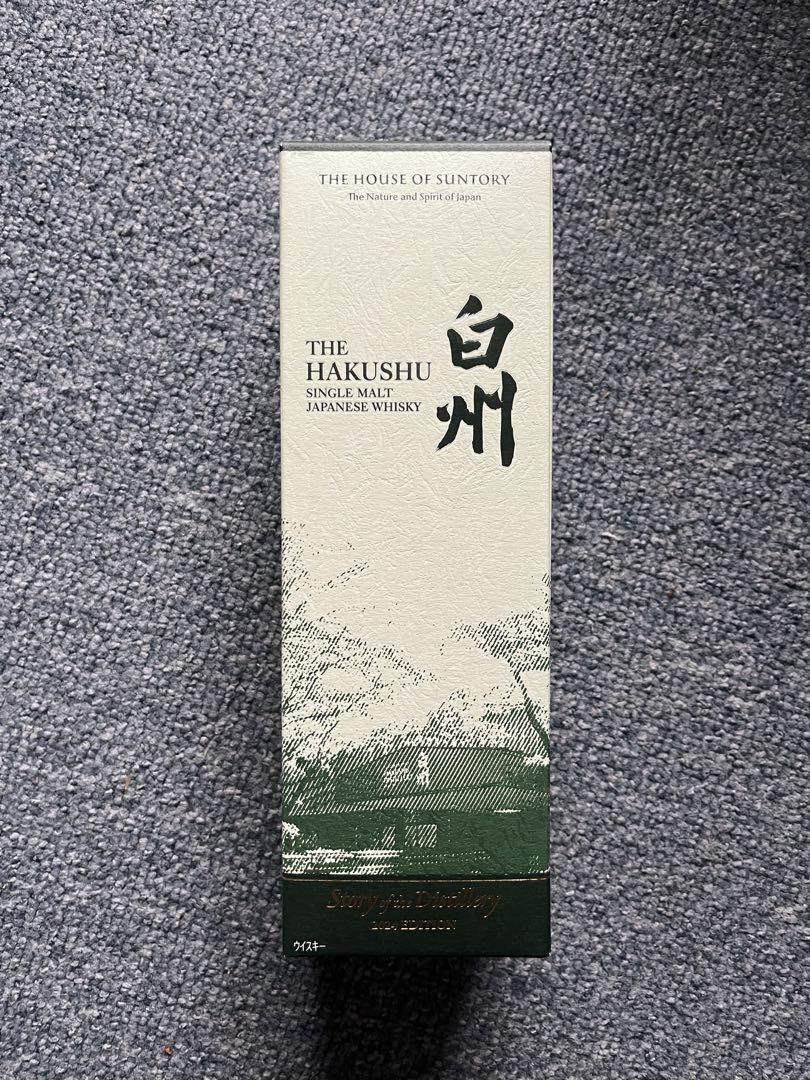 THE HOUSE OF SUNTORY
The Nature and Spirit of Japan
白州
THE
HAKUSHU
SINGLE MALT
JAPANESE WHISKY
Story of the Distillery
2024 EDITION
ウイスキー